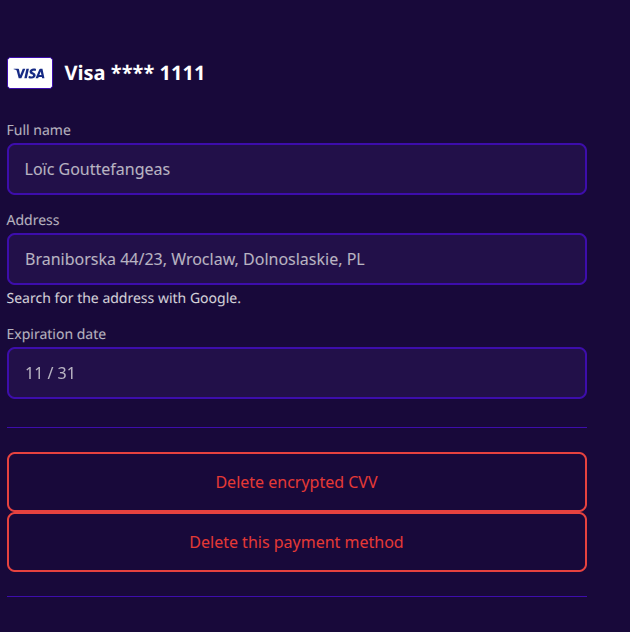 VISA Visa **** 1111
Full name
Loïc Gouttefangeas
Address
Braniborska 44/23, Wroclaw, Dolnoslaskie, PL
Search for the address with Google.
Expiration date
11 / 31
Delete encrypted CVV
Delete this payment method